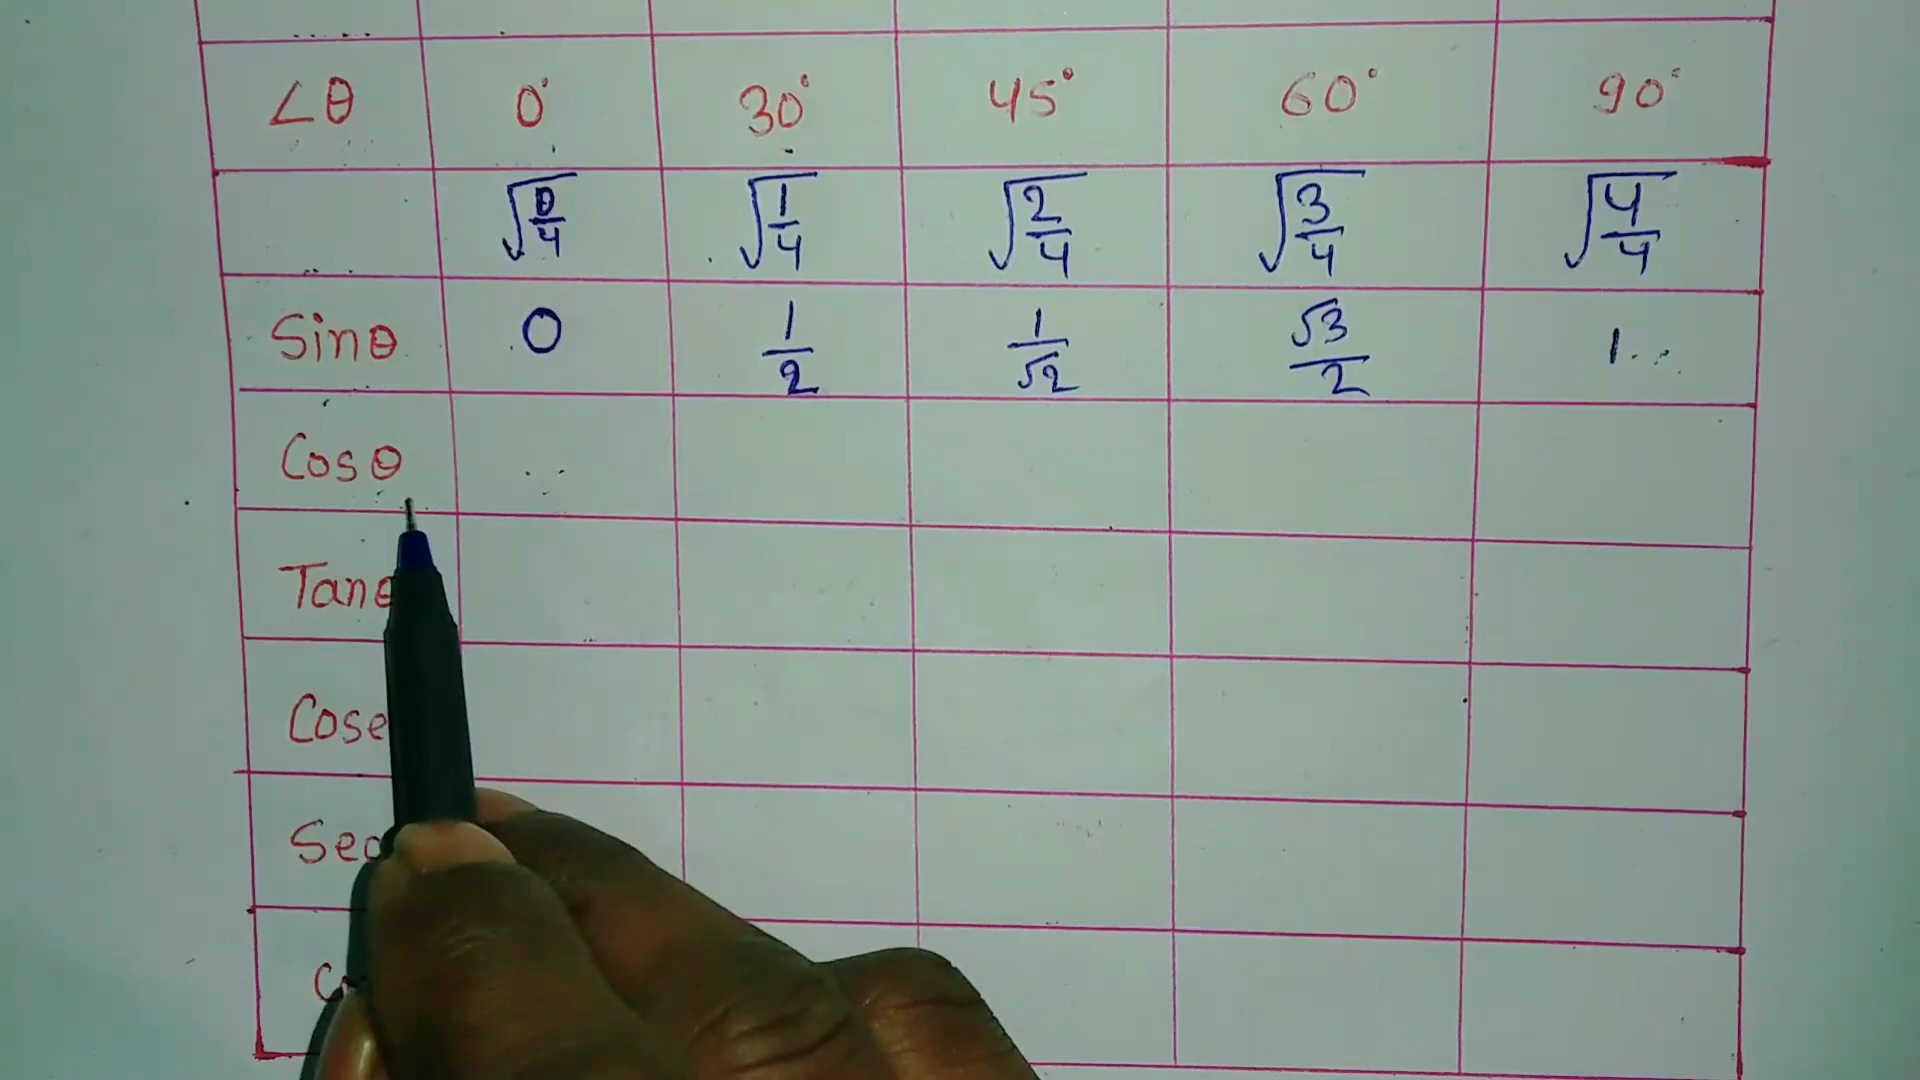 ∠θ 0° 30° 45° 60° 90°
√0/4 √1/4 √2/4 √3/4 √4/4
Sinθ 0 1/2 1/√2 √3/2 1
Cosθ
Tanθ
Cose
Sec